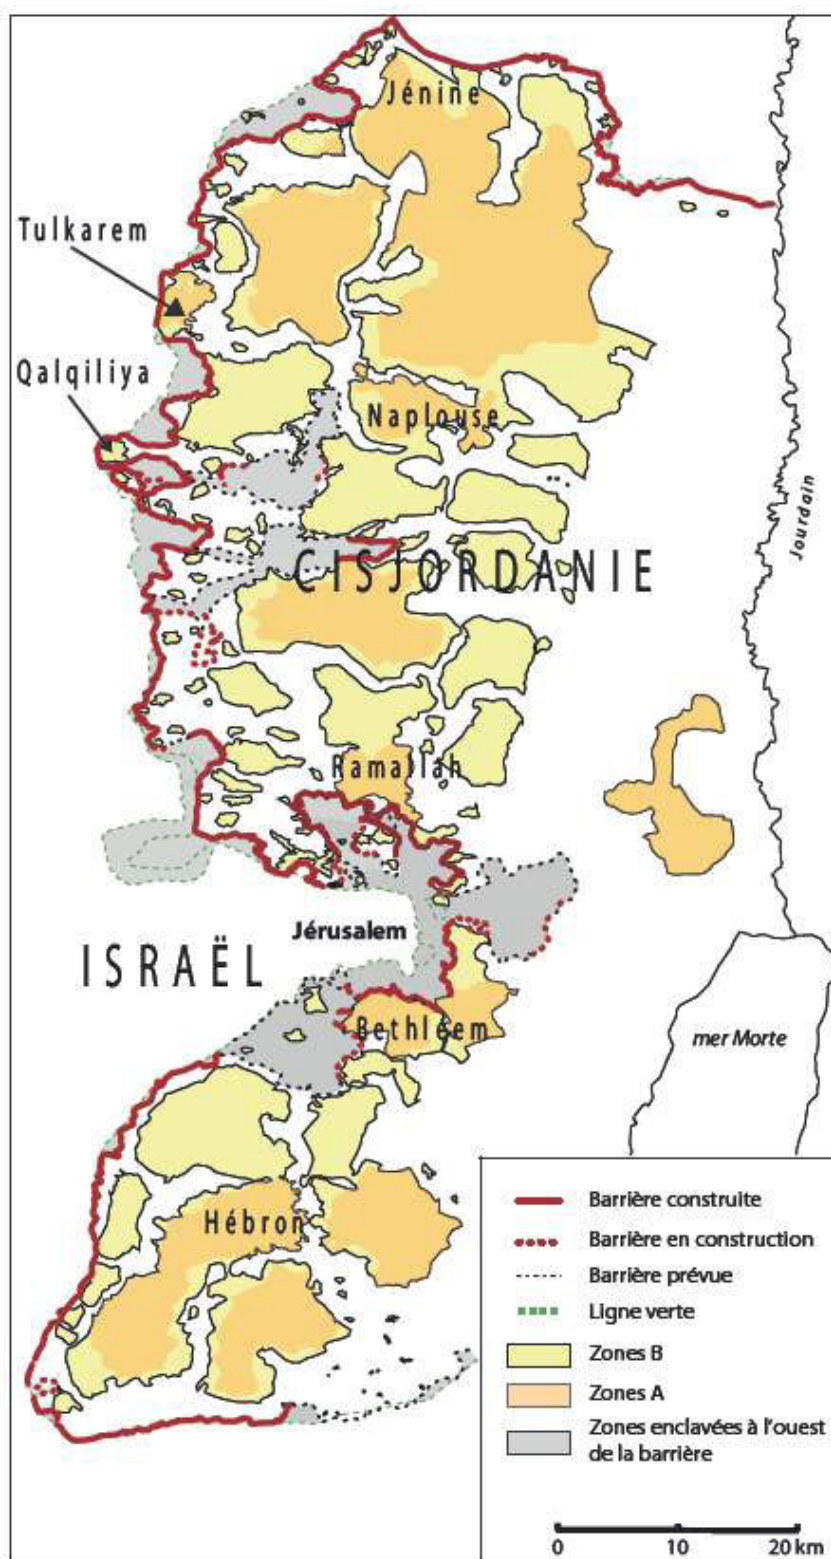 Jénine
Tulkarem
Qalqiliya
Naplouse
Jourdain
CISJORDANIE
Ramallah
Jérusalem
ISRAËL
Bethléem
mer Morte
Hébron
Barrière construite
Barrière en construction
Barrière prévue
Ligne verte
Zones B
Zones A
Zones enclavées à l'ouest
de la barrière
0 10 20 km